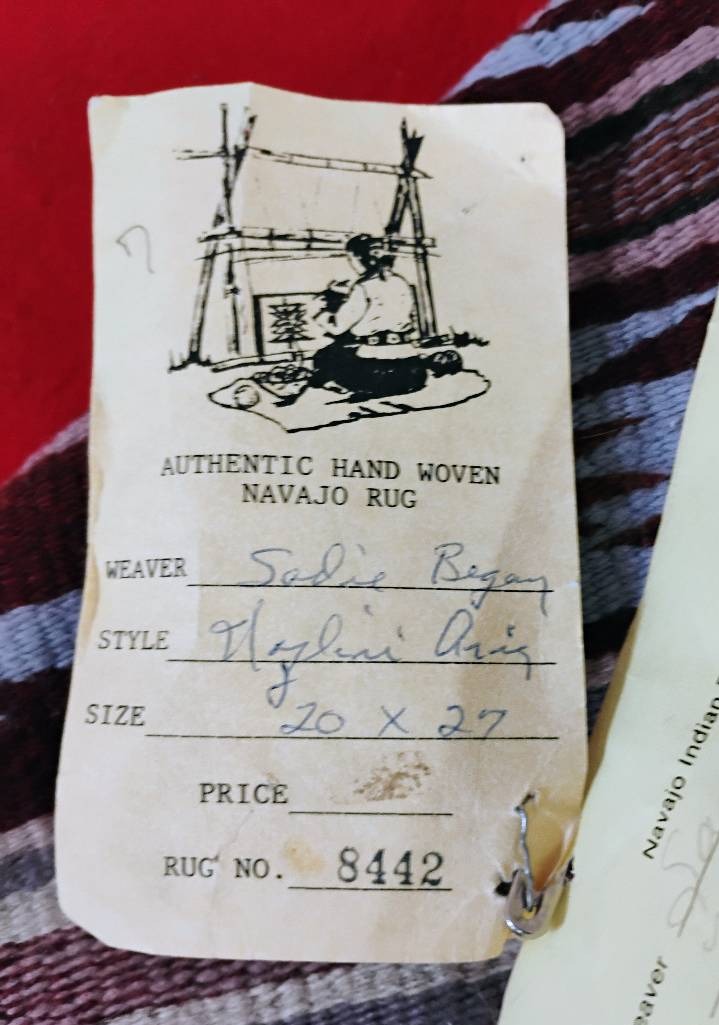 AUTHENTIC HAND WOVEN
NAVAJO RUG
WEAVER Sadie Begay
STYLE
SIZE 20 X 27
PRICE
RUG NO. 8442
Navajo Indian